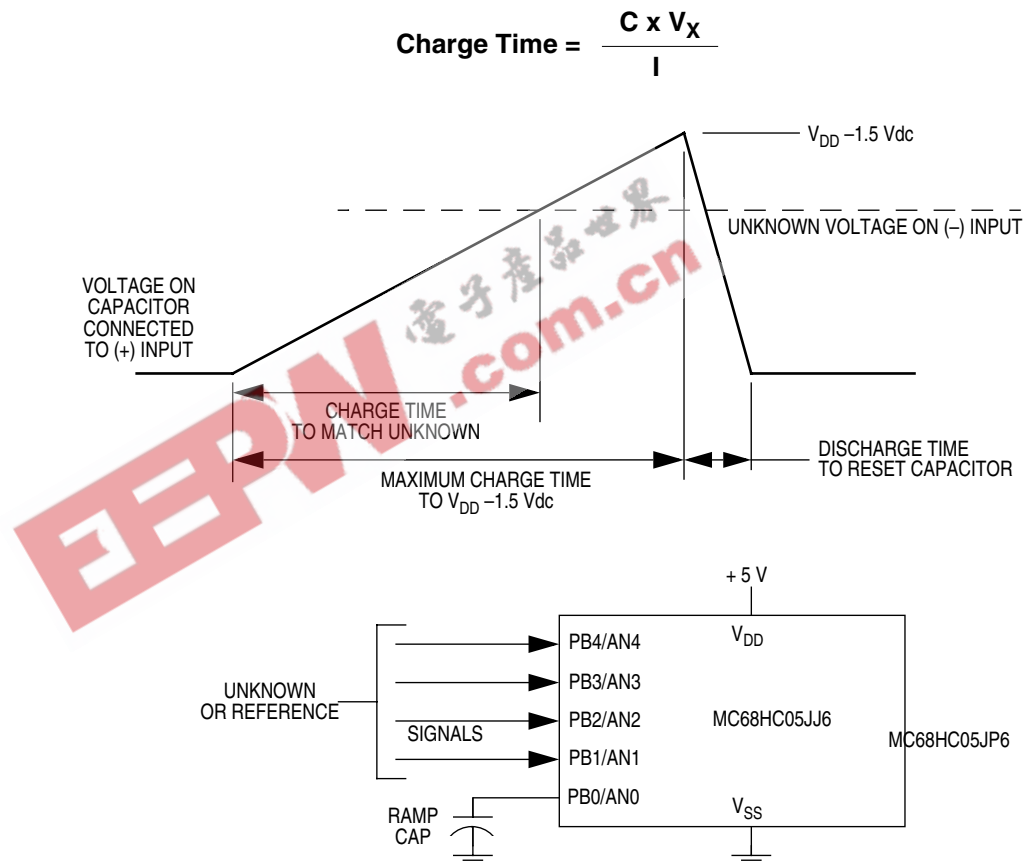 Charge Time = C x VX
I
VDD –1.5 Vdc
UNKNOWN VOLTAGE ON (–) INPUT
VOLTAGE ON
CAPACITOR
CONNECTED
TO (+) INPUT
電子產品世界
EEPW.com.cn
CHARGE TIME
TO MATCH UNKNOWN
MAXIMUM CHARGE TIME
TO VDD –1.5 Vdc
DISCHARGE TIME
TO RESET CAPACITOR
+ 5 V
VDD
PB4/AN4
PB3/AN3
PB2/AN2
PB1/AN1
PB0/AN0
UNKNOWN
OR REFERENCE
SIGNALS
MC68HC05JJ6
MC68HC05JP6
RAMP
CAP
VSS